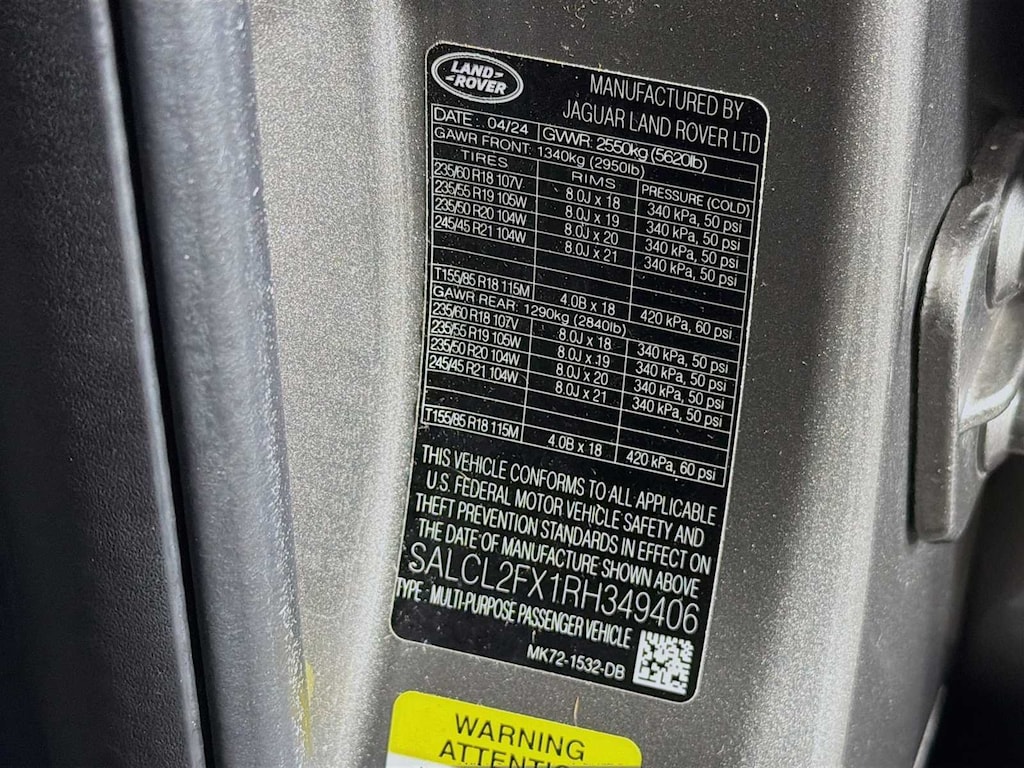 LAND-
-ROVER
MANUFACTURED BY
JAGUAR LAND ROVER LTD
DATE : 04/24 GVWR: 2550kg (5620lb)
GAWR FRONT: 1340kg (2950lb)
TIRES RIMS PRESSURE (COLD)
235/60 R18 107V 8.0J x 18 340 kPa, 50 psi
235/55 R19 105W 8.0J x 19 340 kPa, 50 psi
235/50 R20 104W 8.0J x 20 340 kPa, 50 psi
245/45 R21 104W 8.0J x 21 340 kPa, 50 psi
T155/85 R18 115M 4.0B x 18 420 kPa, 60 psi
GAWR REAR: 1290kg (2840lb)
235/60 R18 107V 8.0J x 18 340 kPa, 50 psi
235/55 R19 105W 8.0J x 19 340 kPa, 50 psi
235/50 R20 104W 8.0J x 20 340 kPa, 50 psi
245/45 R21 104W 8.0J x 21 340 kPa, 50 psi
T155/85 R18 115M 4.0B x 18 420 kPa, 60 psi
THIS VEHICLE CONFORMS TO ALL APPLICABLE
U.S. FEDERAL MOTOR VEHICLE SAFETY AND
THEFT PREVENTION STANDARDS IN EFFECT ON
THE DATE OF MANUFACTURE SHOWN ABOVE
SALCL2FX1RH349406
TYPE : MULTI-PURPOSE PASSENGER VEHICLE
MK72-1532-DB
WARNING
ATTENTION